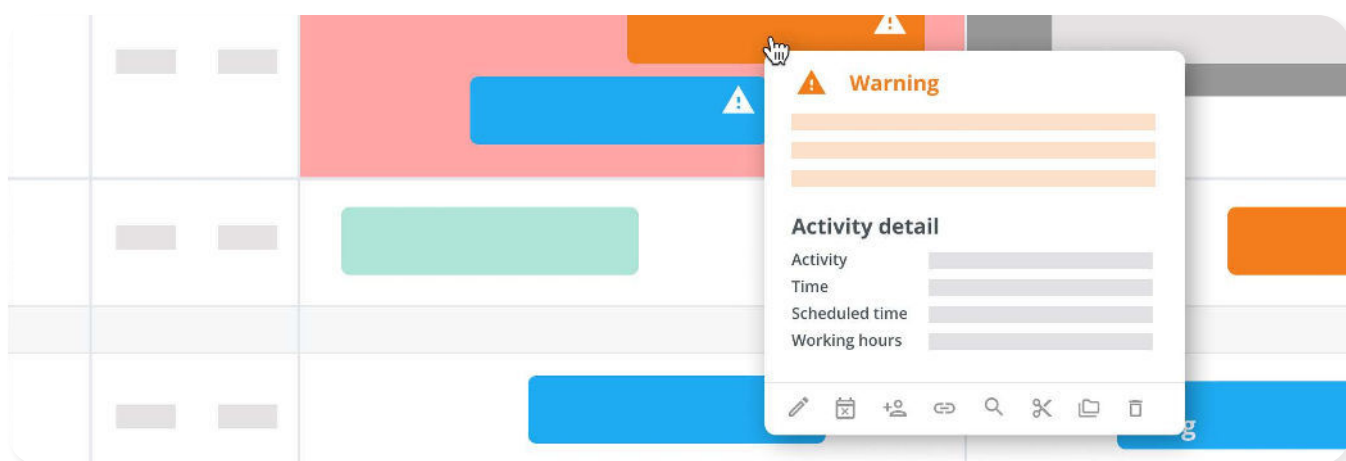 Warning
Activity detail
Activity
Time
Scheduled time
Working hours
g